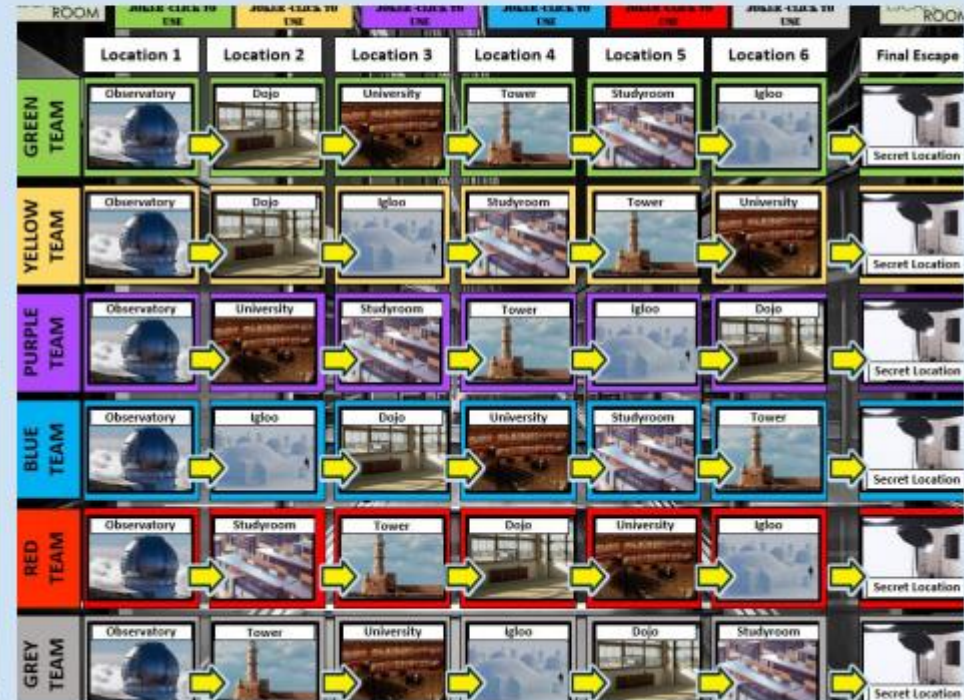 ROOM JOKER-CLICK TO JOKER-CLICK TO JOKER-CLICK TO JOKER-CLICK TO JOKER-CLICK TO JOKER-CLICK TO ROOM
USE USE USE USE USE USE
Location 1 Location 2 Location 3 Location 4 Location 5 Location 6 Final Escape
GREEN
TEAM
Observatory Dojo University Tower Studyroom Igloo
Secret Location
YELLOW
TEAM
Observatory Dojo Igloo Studyroom Tower University
Secret Location
PURPLE
TEAM
Observatory University Studyroom Tower Igloo Dojo
Secret Location
BLUE
TEAM
Observatory Igloo Dojo University Studyroom Tower
Secret Location
RED
TEAM
Observatory Studyroom Tower Dojo University Igloo
Secret Location
GREY
TEAM
Observatory Tower University Igloo Dojo Studyroom
Secret Location